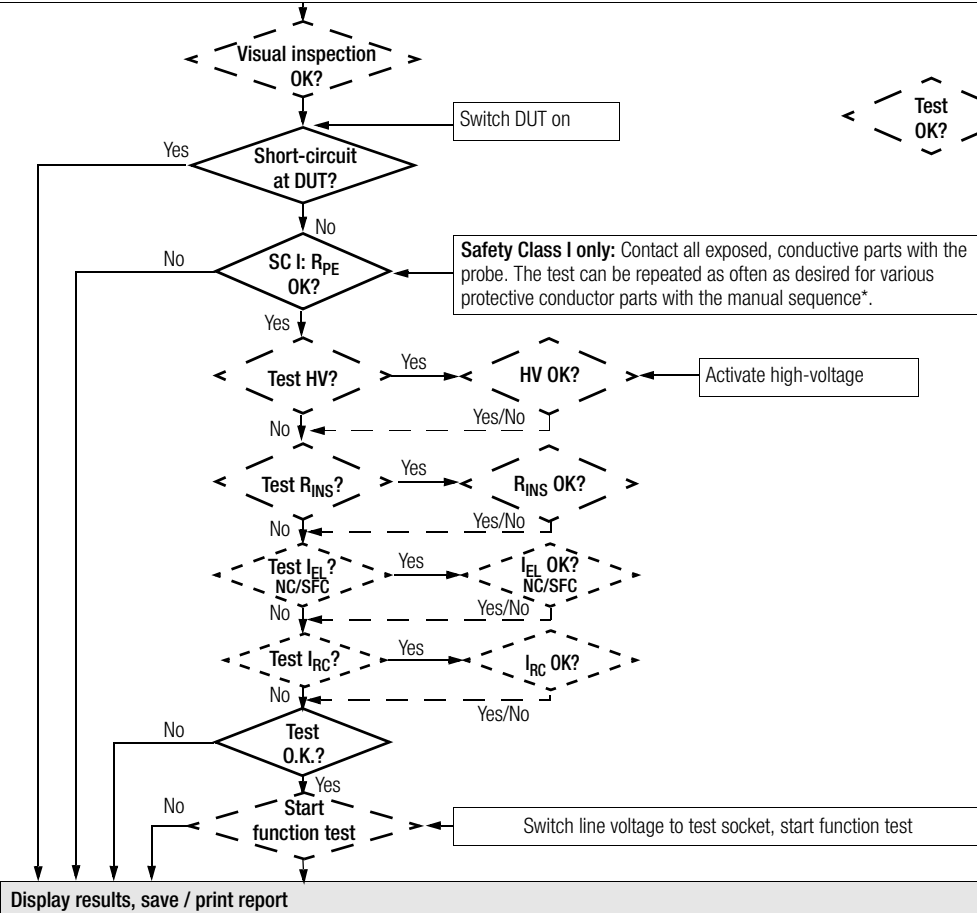 Visual inspection
OK?
Test
OK?
Switch DUT on
Yes
Short-circuit
at DUT?
No
No
SC I: RPE
OK?
Safety Class I only: Contact all exposed, conductive parts with the
probe. The test can be repeated as often as desired for various
protective conductor parts with the manual sequence*.
Yes
Test HV?
Yes
HV OK?
Activate high-voltage
Yes/No
No
Test RINS?
Yes
RINS OK?
Yes/No
No
Test IEL?
NC/SFC
Yes
IEL OK?
NC/SFC
Yes/No
No
Test IRC?
Yes
IRC OK?
No
Yes/No
No
Test
O.K.?
Yes
No
Start
function test
Switch line voltage to test socket, start function test
Display results, save / print report